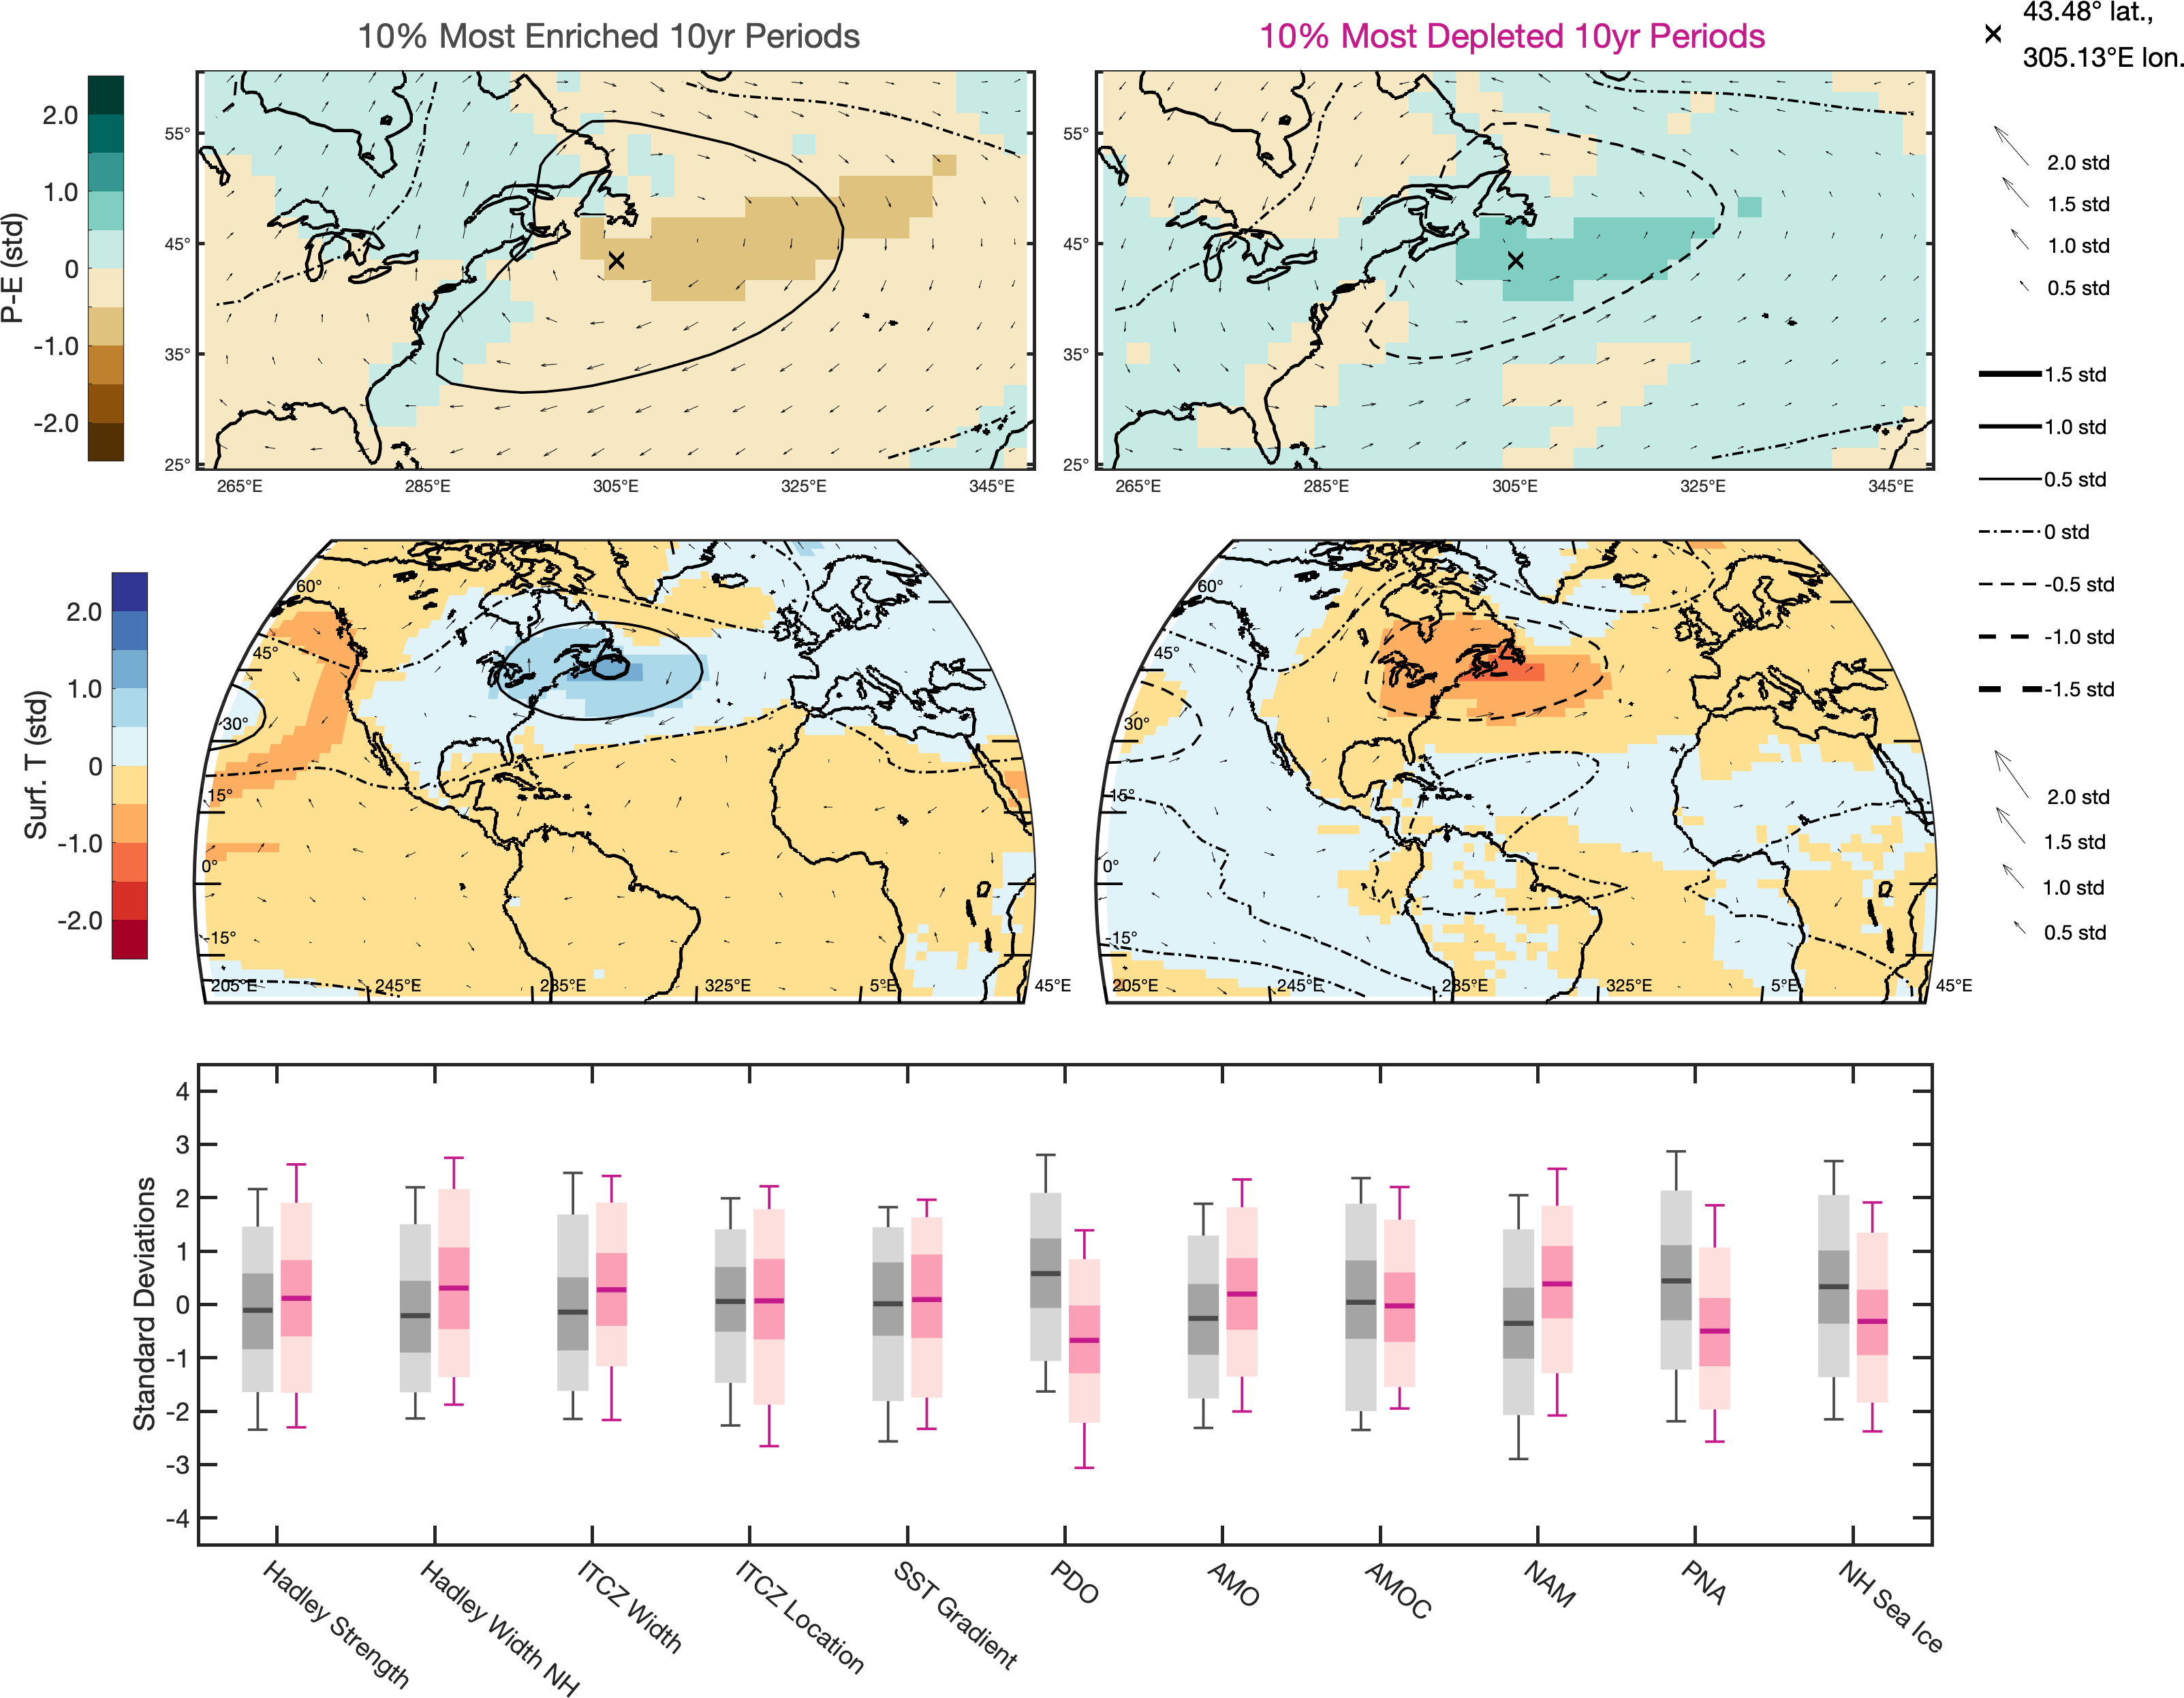 10% Most Enriched 10yr Periods
10% Most Depleted 10yr Periods
43.48° lat.,
305.13°E lon.
P-E (std)
2.0
1.0
0
-1.0
-2.0
55°
45°
35°
25°
265°E
285°E
305°E
325°E
345°E
55°
45°
35°
25°
265°E
285°E
305°E
325°E
345°E
2.0 std
1.5 std
1.0 std
0.5 std
1.5 std
1.0 std
0.5 std
0 std
-0.5 std
-1.0 std
-1.5 std
Surf. T (std)
2.0
1.0
0
-1.0
-2.0
60°
45°
30°
15°
0°
-15°
205°E
245°E
285°E
325°E
5°E
45°E
60°
45°
30°
15°
0°
-15°
205°E
245°E
285°E
325°E
5°E
45°E
2.0 std
1.5 std
1.0 std
0.5 std
Standard Deviations
4
3
2
1
0
-1
-2
-3
-4
Hadley Strength
Hadley Width NH
ITCZ Width
ITCZ Location
SST Gradient
PDO
AMO
AMOC
NAM
PNA
NH Sea Ice